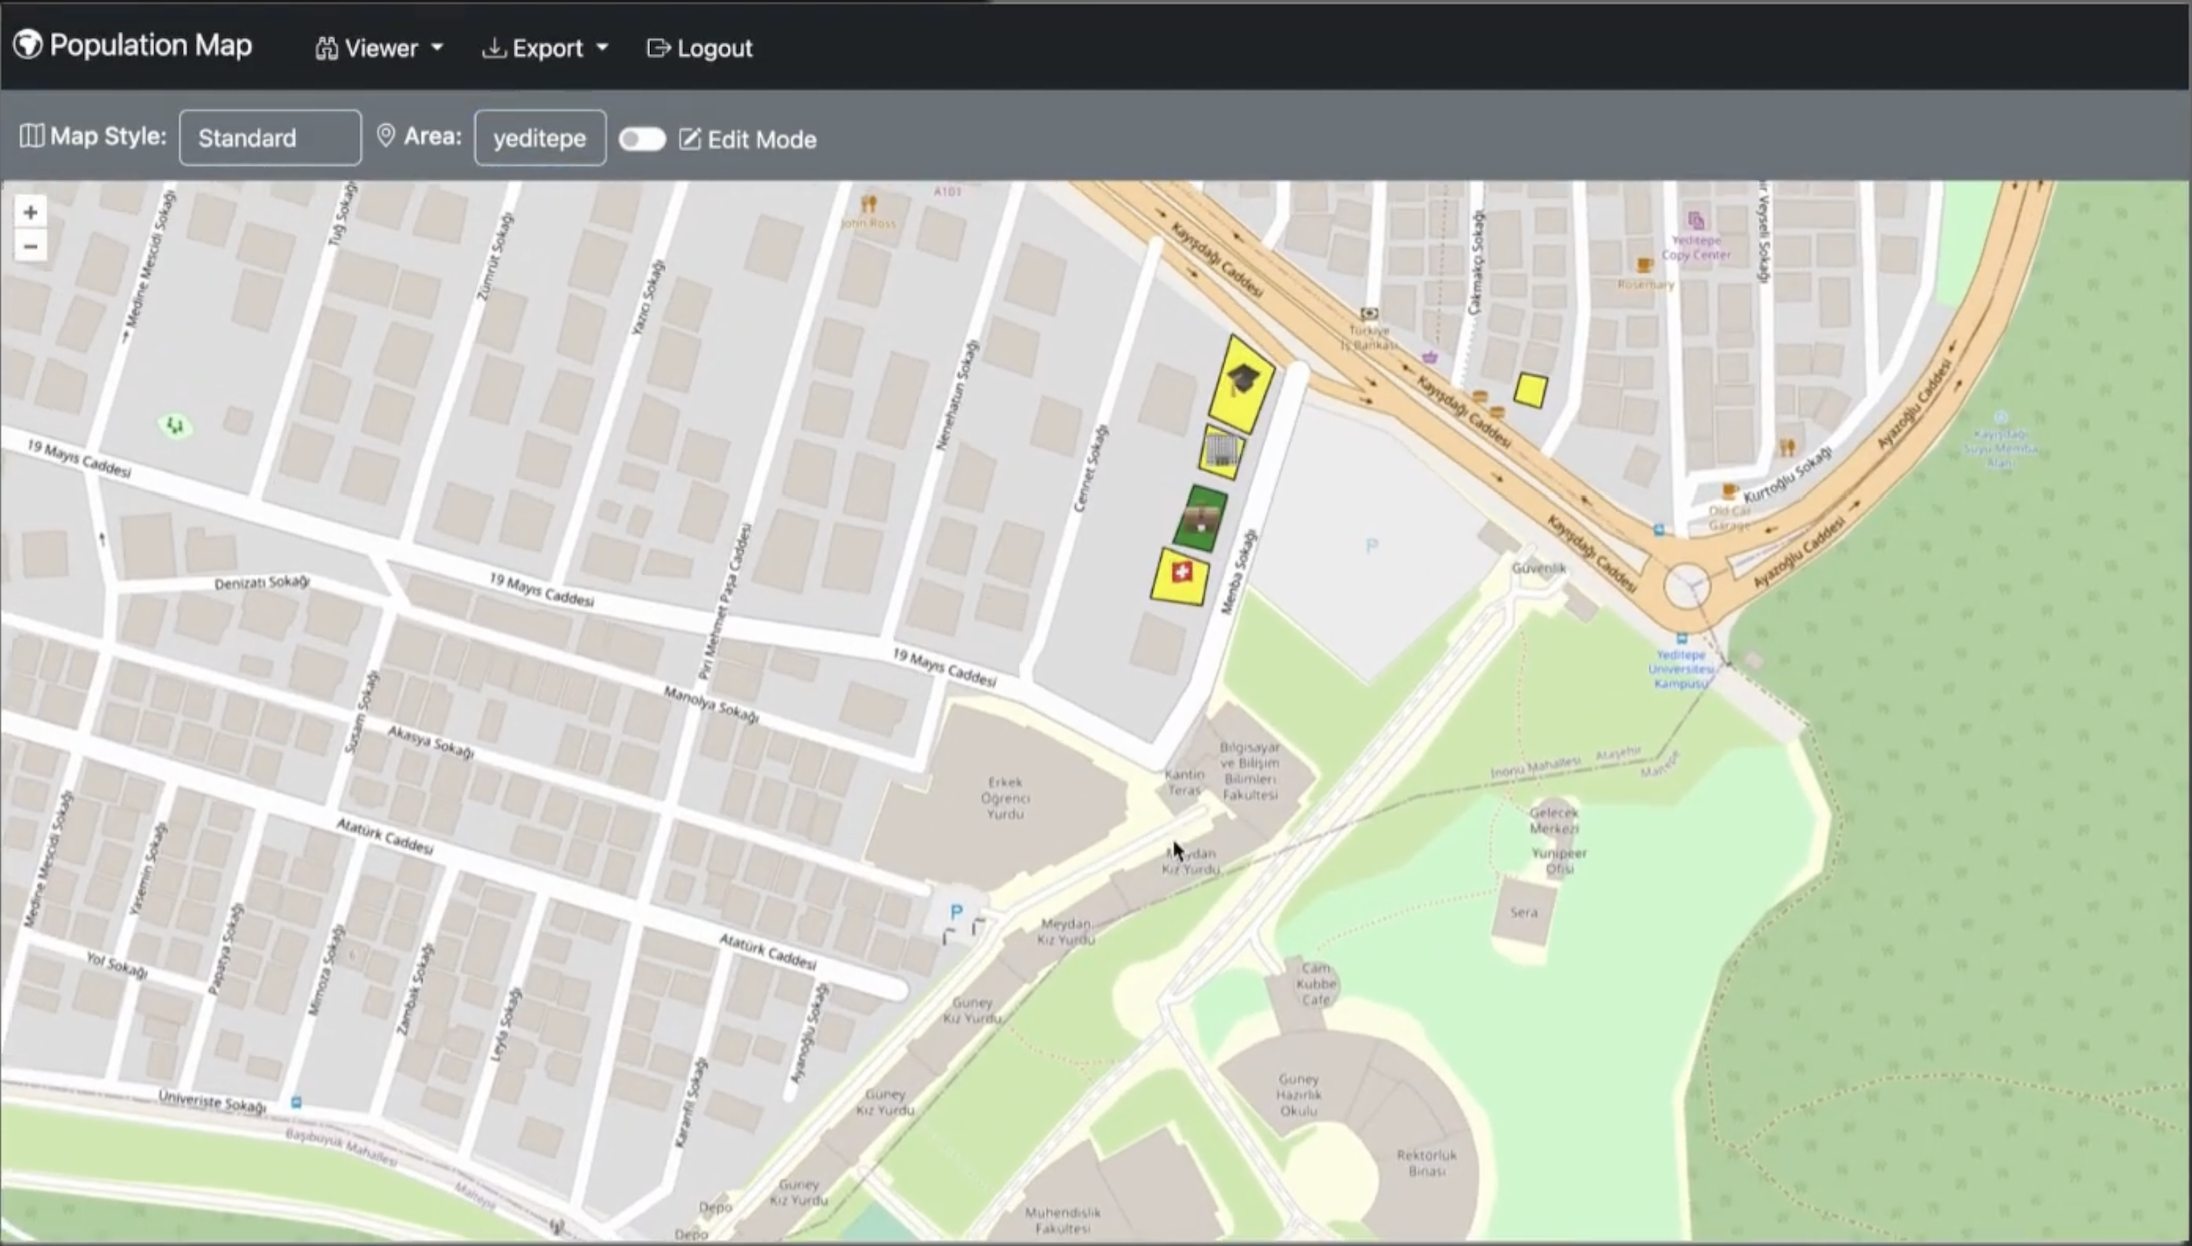 Population Map
Viewer
Export
Logout
Map Style:
Standard
Area:
yeditepe
Edit Mode
+
−
A101
John Ross
Medine Mescidi Sokağı
Tuğ Sokağı
Zümrüt Sokağı
Yazıcı Sokağı
Nenehatun Sokağı
Cennet Sokağı
Kayışdağı Caddesi
Çakmakçı Sokağı
Yeditepe
Copy Center
Rosemary
Türkiye
İş Bankası
Kayışdağı Caddesi
Ayazoğlu Caddesi
Kayışdağı
Suyu Memba
Alanı
19 Mayıs Caddesi
Kurtoğlu Sokağı
Old Car
Garage
Kayışdağı Caddesi
Ayazoğlu Caddesi
P
Güvenlik
Menba Sokağı
Denizatı Sokağı
19 Mayıs Caddesi
Piri Mehmet Paşa Caddesi
19 Mayıs Caddesi
Yeditepe
Üniversitesi
Kampüsü
Manolya Sokağı
Susam Sokağı
Akasya Sokağı
Bilgisayar
ve Bilişim
Bilimleri
Fakültesi
Kantin
Teras
Erkek
Öğrenci
Yurdu
İnönü Mahallesi
Ataşehir
Maltepe
Gelecek
Merkezi
Yunipeer
Ofisi
Sera
Atatürk Caddesi
Medine Mescidi Sokağı
Yasemin Sokağı
Papatya Sokağı
Mimoza Sokağı
Zambak Sokağı
Leyla Sokağı
Yol Sokağı
Kız Yurdu
P
Meydan
Kız Yurdu
Atatürk Caddesi
Ayanoğlu Sokağı
Karanfil Sokağı
Cam
Kubbe
Cafe
Güney
Kız Yurdu
Güney
Kız Yurdu
Güney
Hazırlık
Okulu
Üniveriste Sokağı
Başıbüyük Mahallesi
Maltepe
Güney
Kız Yurdu
Rektörlük
Binası
Depo
Depo
Mühendislik
Fakültesi